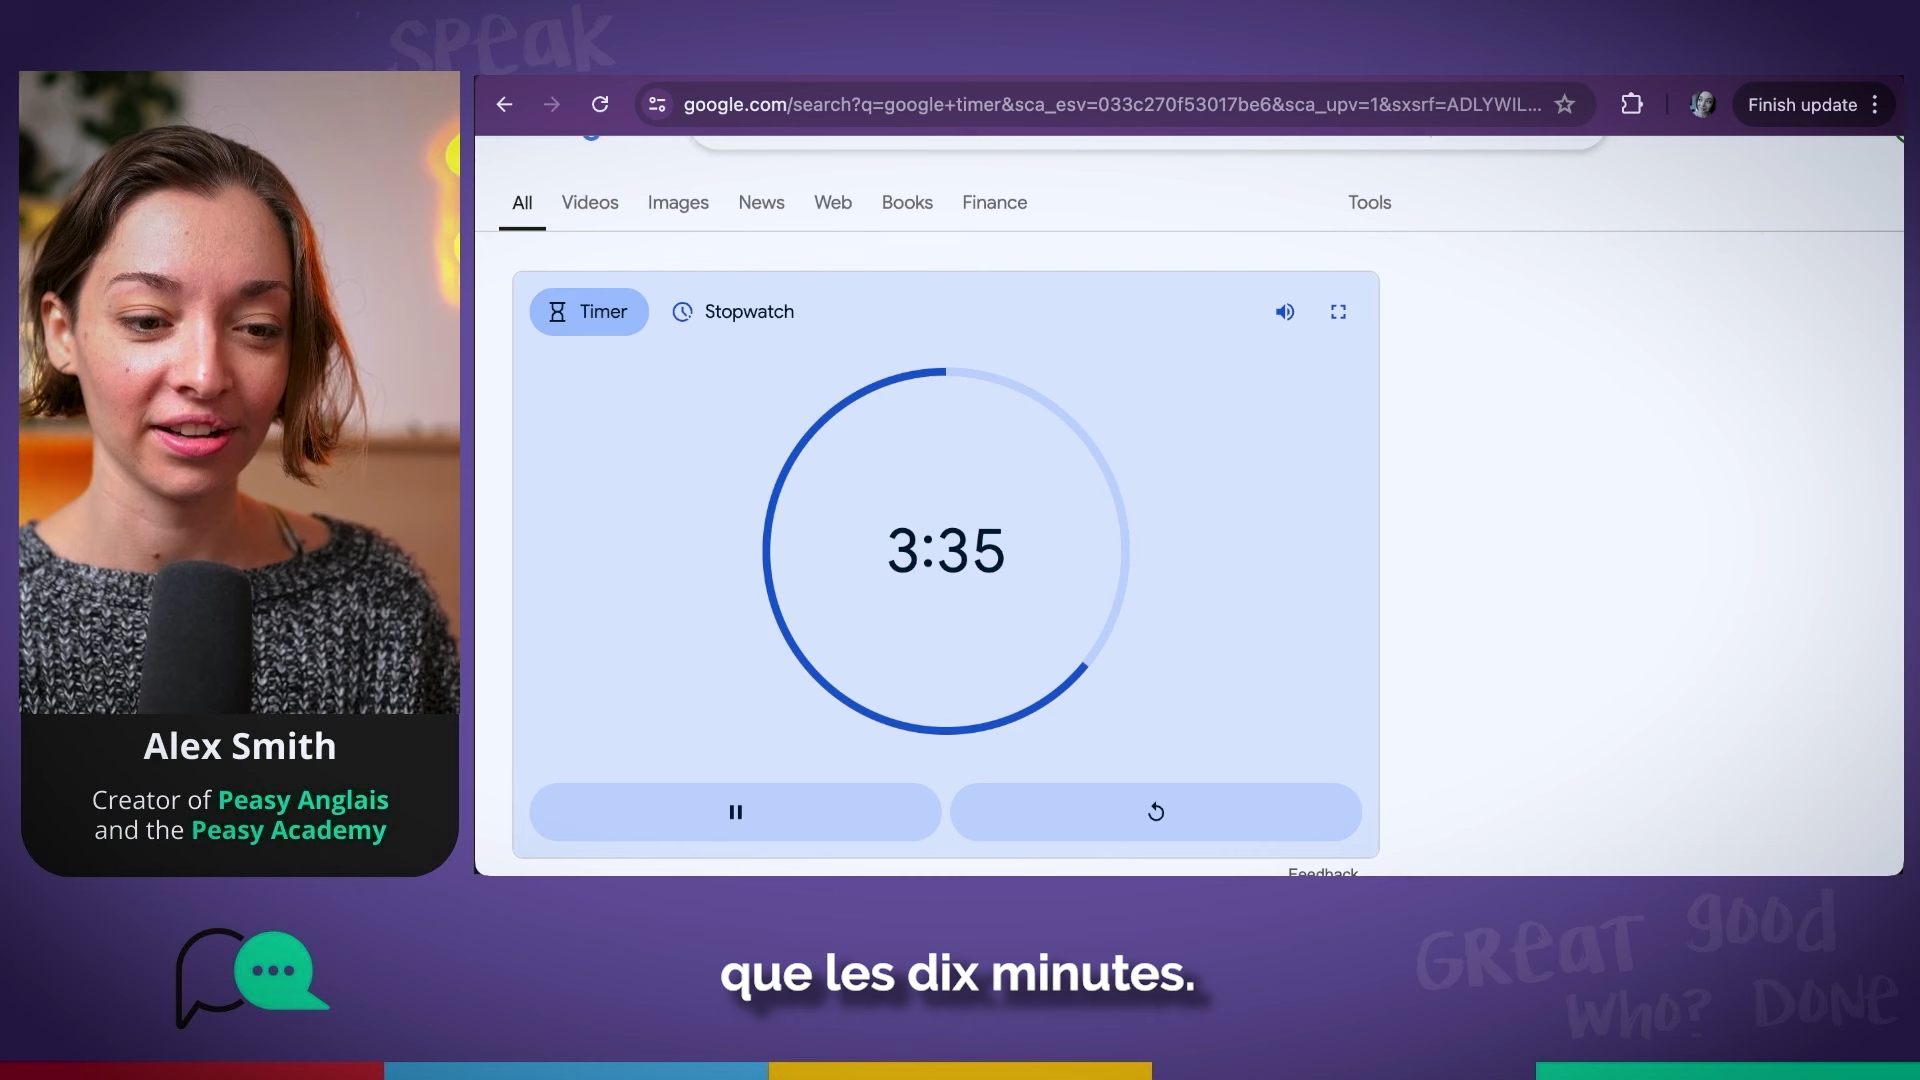 SPeak
google.com/search?q=google+timer&sca_esv=033c270f53017be6&sca_upv=1&sxsrf=ADLYWIL...
Finish update
All Videos Images News Web Books Finance Tools
Timer Stopwatch
3:35
Feedback
Alex Smith
Creator of Peasy Anglais
and the Peasy Academy
que les dix minutes.
GReaT good
who? DONe